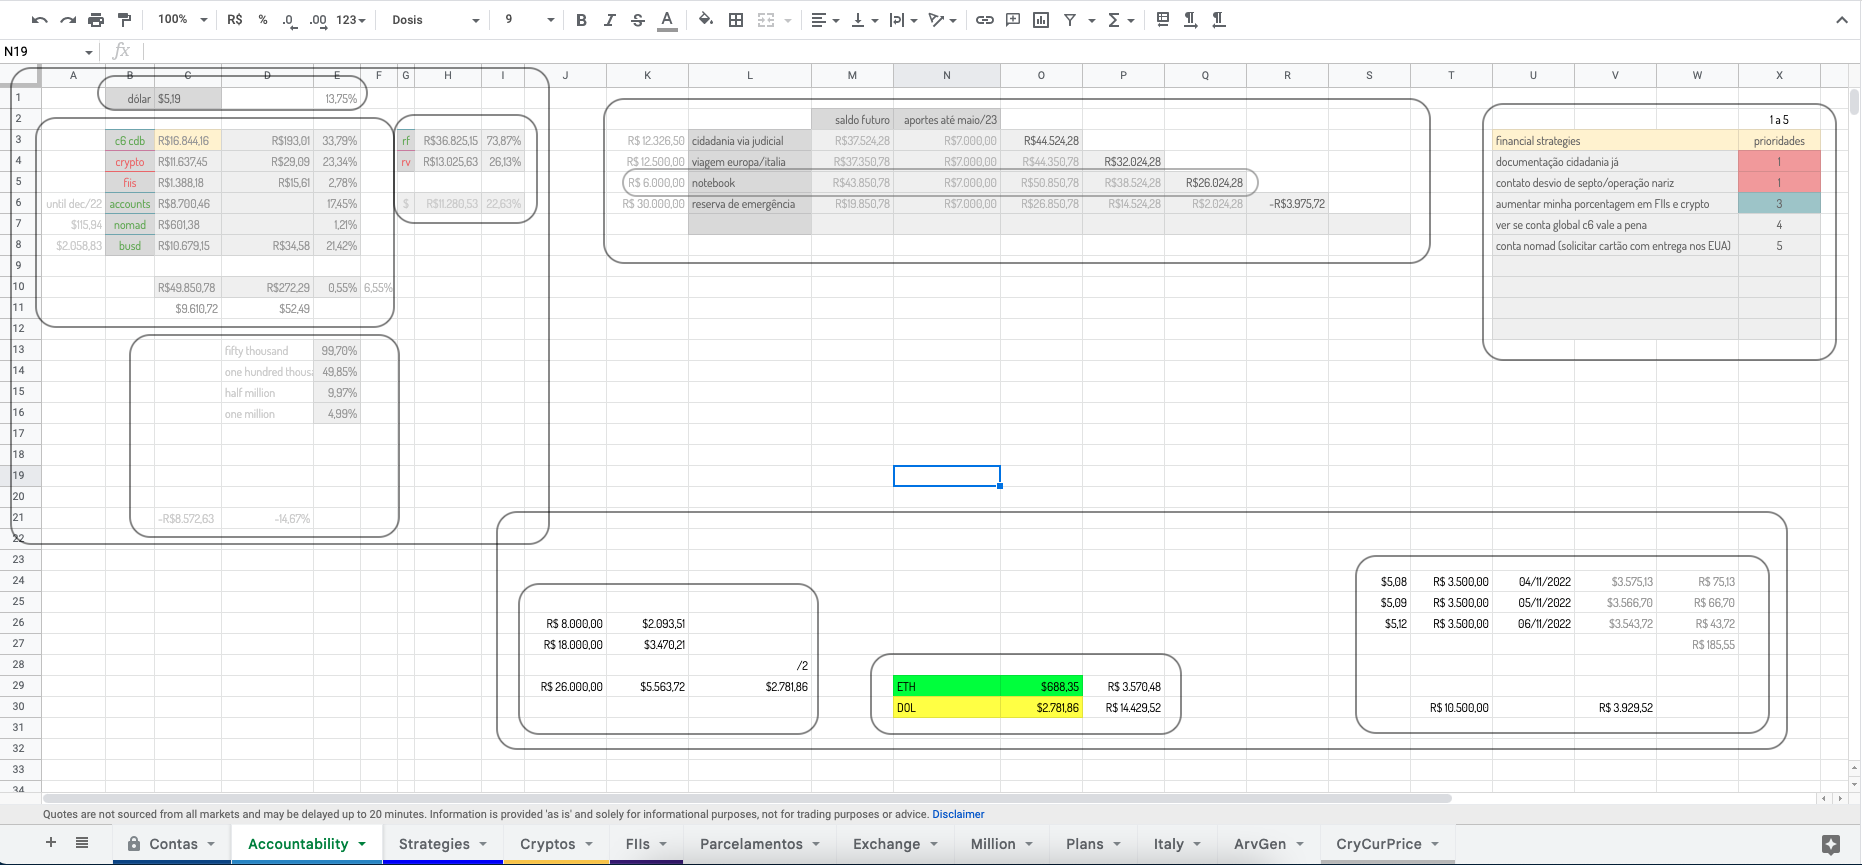 100% R$ % .0 .00 123 Dosis 9 B I S A
N19 fx
A B C D E F G H I J K L M N O P Q R S T U V W X
1 dólar $5,19 13,75%
2 saldo futuro aportes até maio/23 1 a 5
3 c6 cdb R$16.844,16 R$193,01 33,79% rf R$36.825,15 73,87% R$ 12.326,50 cidadania via judicial R$37.524,28 R$7.000,00 R$44.524,28 financial strategies prioridades
4 crypto R$11.637,45 R$29,09 23,34% rv R$13.025,63 26,13% R$ 12.500,00 viagem europa/italia R$37.350,78 R$7.000,00 R$44.350,78 R$32.024,28 documentação cidadania já 1
5 fiis R$1.388,18 R$15,61 2,78% R$ 6.000,00 notebook R$43.850,78 R$7.000,00 R$50.850,78 R$38.524,28 R$26.024,28 contato desvio de septo/operação nariz 1
6 until dec/22 accounts R$8.700,46 17,45% $ R$11.280,53 22,63% R$ 30.000,00 reserva de emergência R$19.850,78 R$7.000,00 R$26.850,78 R$14.524,28 R$2.024,28 -R$3.975,72 aumentar minha porcentagem em FIIs e crypto 3
7 $115,94 nomad R$601,38 1,21% ver se conta global c6 vale a pena 4
8 $2.058,83 busd R$10.679,15 R$34,58 21,42% conta nomad (solicitar cartão com entrega nos EUA) 5
9
10 R$49.850,78 R$272,29 0,55% 6,55%
11 $9.610,72 $52,49
12
13 fifty thousand 99,70%
14 one hundred thous 49,85%
15 half million 9,97%
16 one million 4,99%
17
18
19
20
21 -R$8.572,63 -14,67%
22
23
24 $5,08 R$ 3.500,00 04/11/2022 $3.575,13 R$ 75,13
25 $5,09 R$ 3.500,00 05/11/2022 $3.566,70 R$ 66,70
26 R$ 8.000,00 $2.093,51 $5,12 R$ 3.500,00 06/11/2022 $3.543,72 R$ 43,72
27 R$ 18.000,00 $3.470,21 R$ 185,55
28 /2
29 R$ 26.000,00 $5.563,72 $2.781,86 ETH $688,35 R$ 3.570,48
30 DOL $2.781,86 R$ 14.429,52 R$ 10.500,00 R$ 3.929,52
31
32
33
34
Quotes are not sourced from all markets and may be delayed up to 20 minutes. Information is provided 'as is' and solely for informational purposes, not for trading purposes or advice. Disclaimer
+ Contas Accountability Strategies Cryptos FIIs Parcelamentos Exchange Million Plans Italy ArvGen CryCurPrice